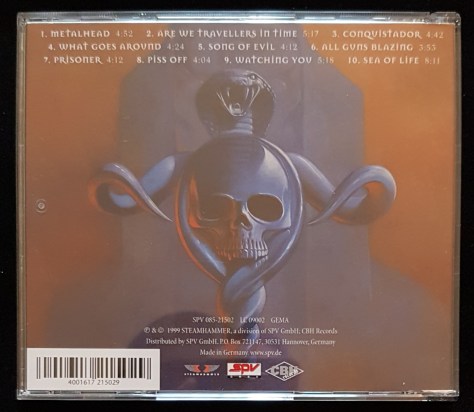 1. METALHEAD 4:52 2. ARE WE TRAVELLERS IN TIME 5:17 3. CONQUISTADOR 4:42
4. WHAT GOES AROUND 4:24 5. SONG OF EVIL 4:12 6. ALL GUNS BLAZING 3:53
7. PRISONER 4:12 8. PISS OFF 4:04 9. WATCHING YOU 5:18 10. SEA OF LIFE 8:11
SPV 085-21502 LC 09002 GEMA
℗ & © 1999 STEAMHAMMER, a division of SPV GmbH, CBH Records
Distributed by SPV GmbH, P.O. Box 721147, 30531 Hannover, Germany
Made in Germany www.spv.de
STEAMHAMMER SPV CBH
4001617 215029